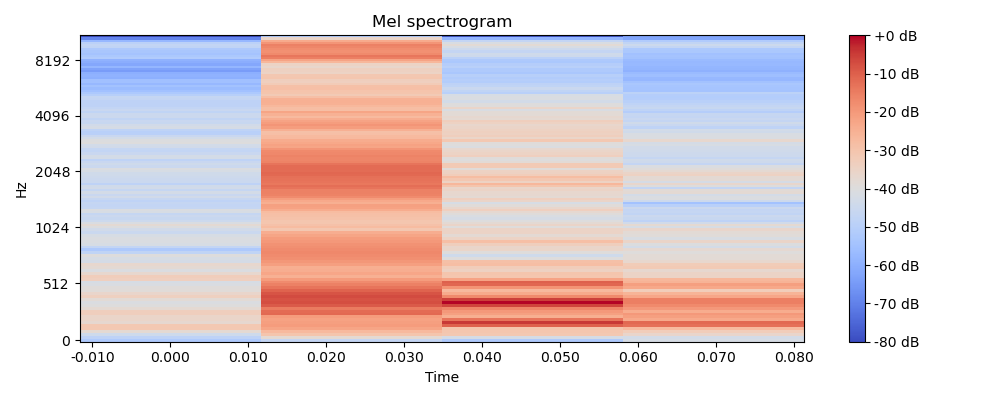 Mel spectrogram
8192
4096
2048
1024
512
0
Hz
-0.010 0.000 0.010 0.020 0.030 0.040 0.050 0.060 0.070 0.080
Time
+0 dB
-10 dB
-20 dB
-30 dB
-40 dB
-50 dB
-60 dB
-70 dB
-80 dB